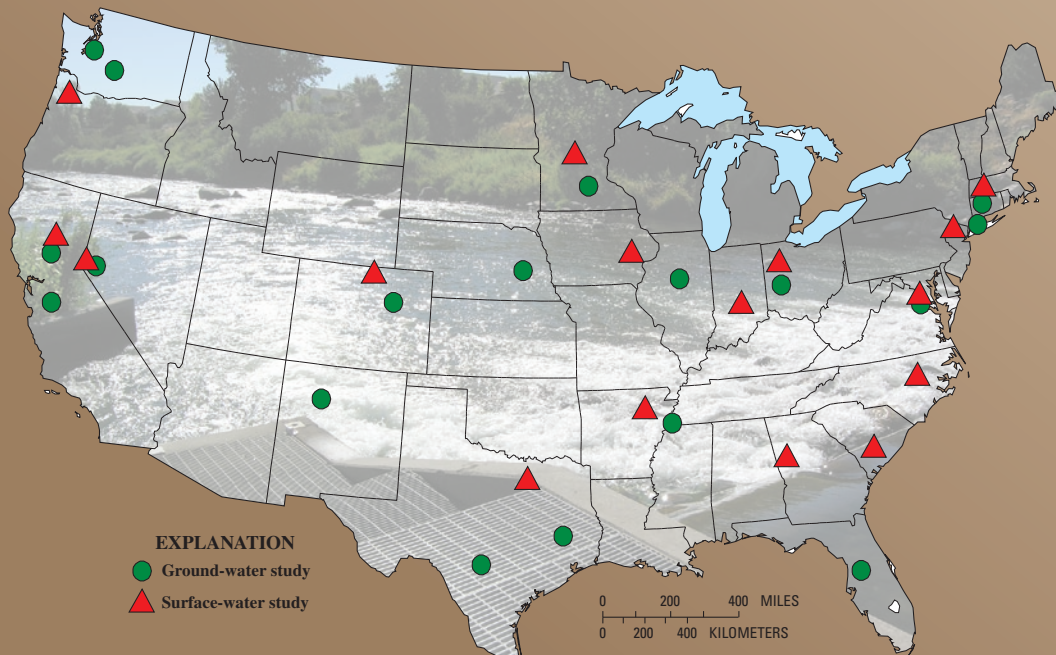 EXPLANATION
Ground-water study
Surface-water study
0 200 400 MILES
0 200 400 KILOMETERS